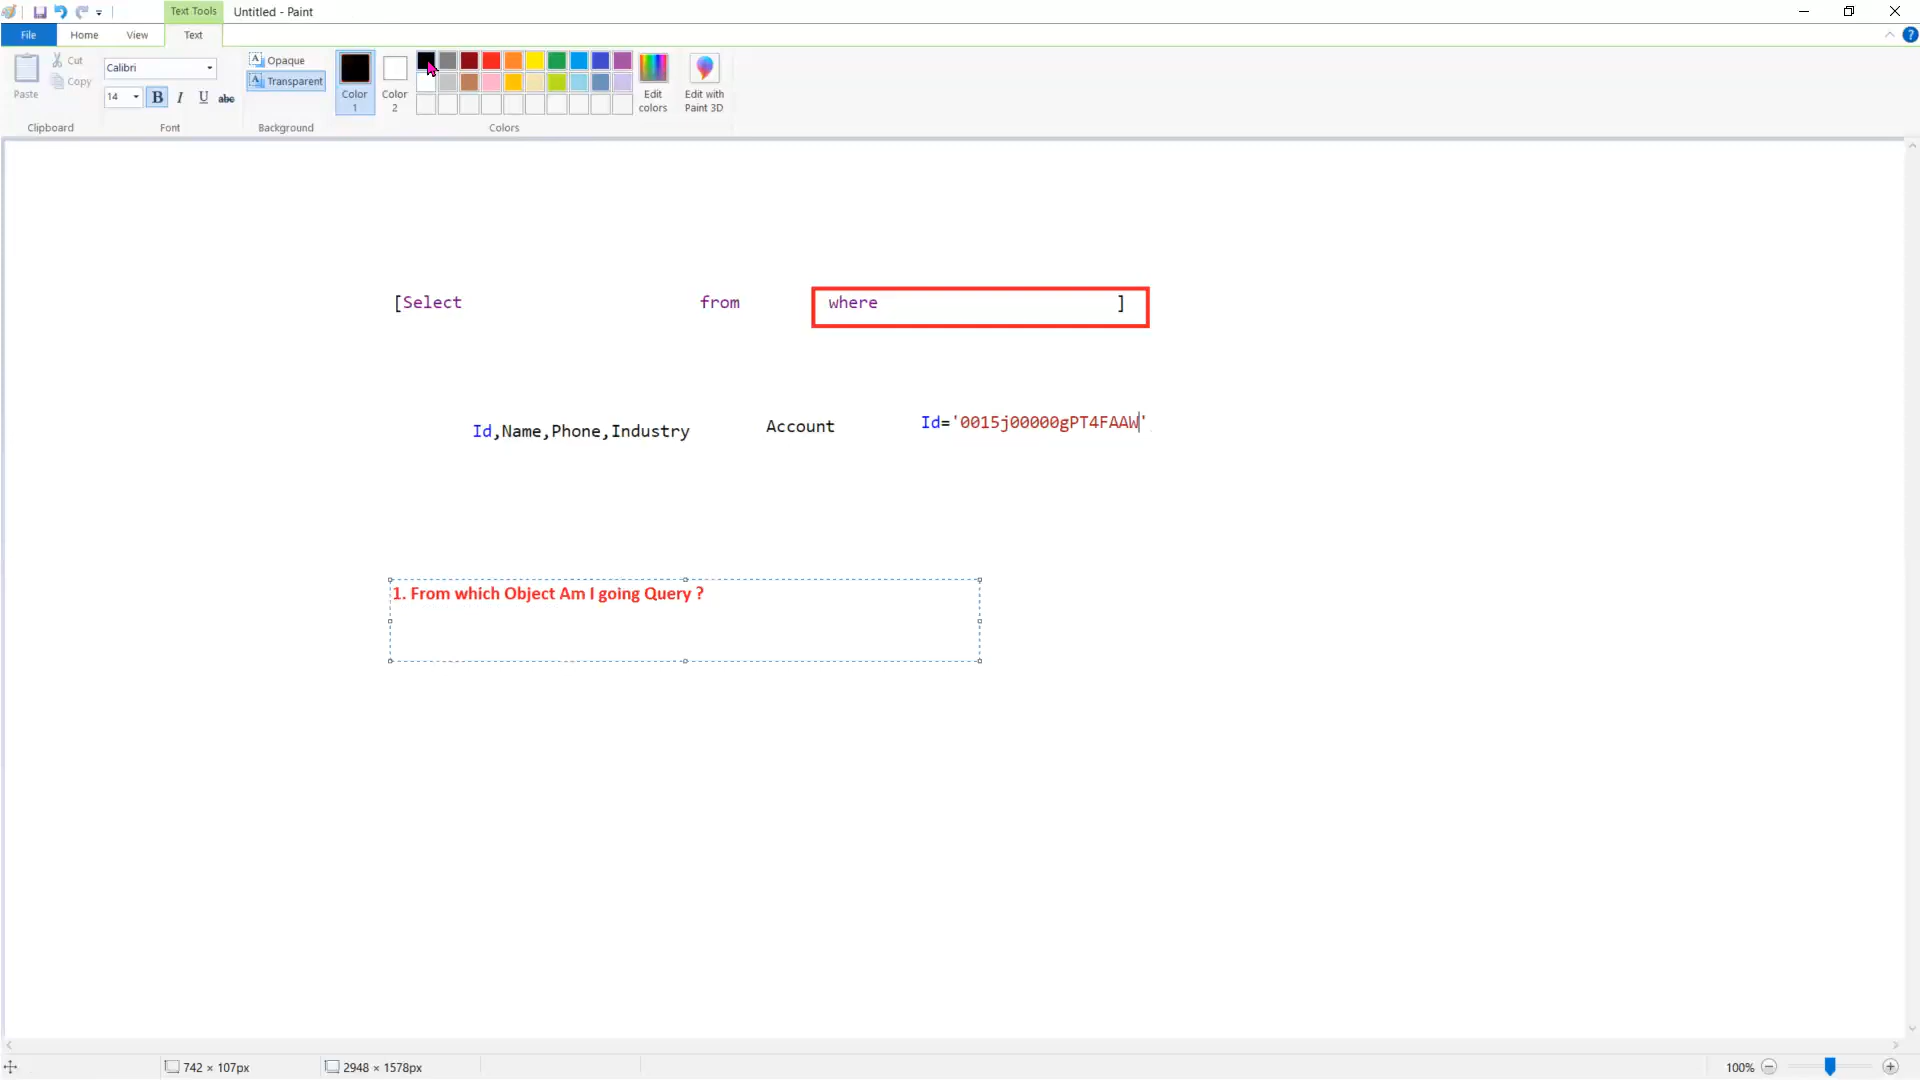 Text Tools Untitled - Paint
File Home View Text
Paste Cut Copy Calibri 14 B I U abc Opaque Transparent Color 1 Color 2 Edit colors Edit with Paint 3D
Clipboard Font Background Colors
[Select from where ]
Id,Name,Phone,Industry Account Id='0015j00000gPT4FAAW'
1. From which Object Am I going Query ?
742 × 107px 2948 × 1578px 100%